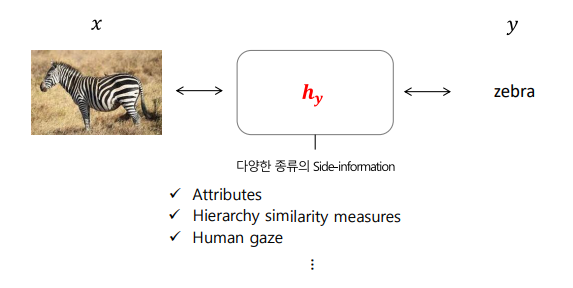 x
y
h_y
zebra
다양한 종류의 Side-information
✓ Attributes
✓ Hierarchy similarity measures
✓ Human gaze
⋮